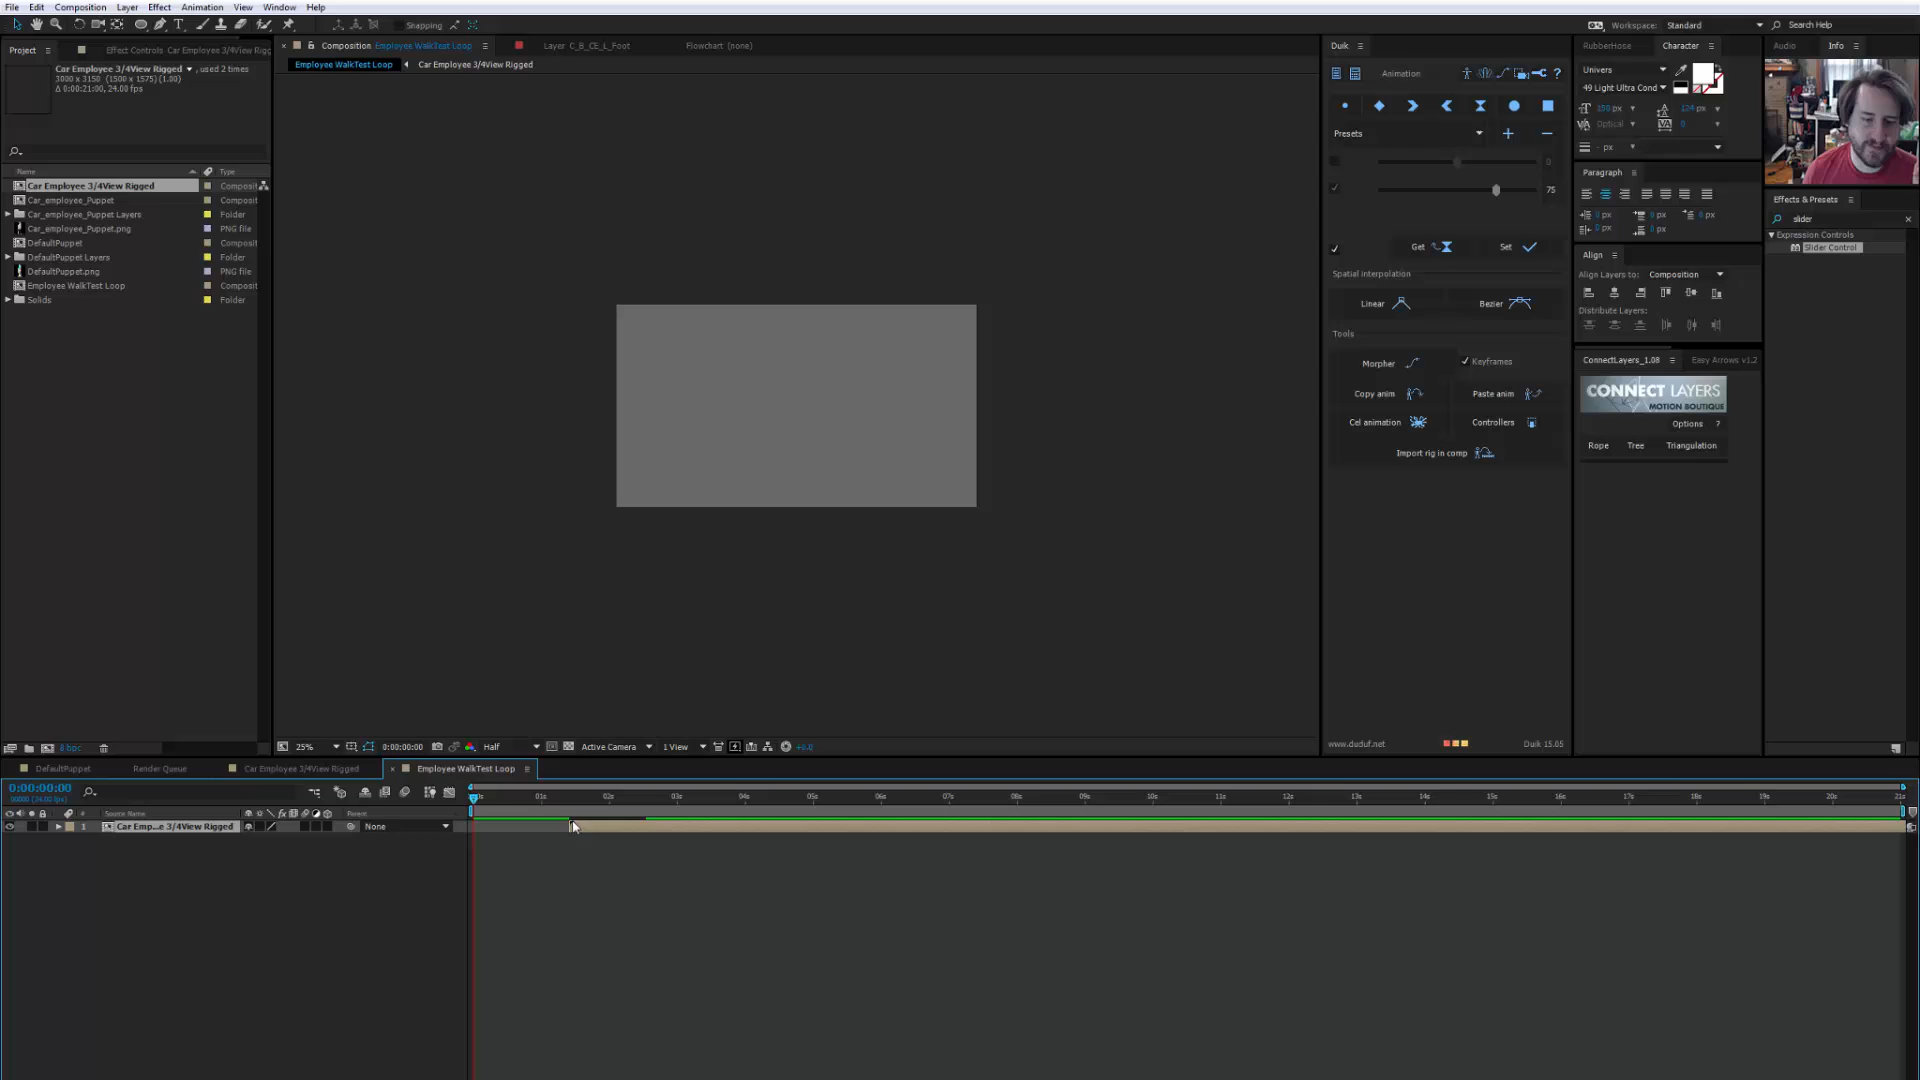 File Edit Composition Layer Effect Animation View Window Help
Snapping
Workspace: Standard
Search Help
Project
Effect Controls Car Employee 3/4View Rigg
Composition Employee WalkTest Loop
Layer C_B_CE_L_Foot
Flowchart (none)
Employee WalkTest Loop
Car Employee 3/4View Rigged
Car Employee 3/4View Rigged , used 2 times
3000 x 3150 (1500 x 1575) (1.00)
Δ 0:00:21:00, 24.00 fps
Name Type
Car Employee 3/4View Rigged Composit
Car_employee_Puppet Composit
Car_employee_Puppet Layers Folder
Car_employee_Puppet.png PNG file
DefaultPuppet Composit
DefaultPuppet Layers Folder
DefaultPuppet.png PNG file
Employee WalkTest Loop Composit
Solids Folder
8 bpc
25% 0:00:00:00 Half Active Camera 1 View +0.0
Duik
Animation ?
Presets
0
75
Get Set
Spatial interpolation
Linear Bezier
Tools
Morpher Keyframes
Copy anim Paste anim
Cel animation Controllers
Import rig in comp
www.duduf.net Duik 15.05
RubberHose Character
Univers
49 Light Ultra Cond
150 px 124 px
Optical 0
- px
Paragraph
0 px 0 px 0 px
0 px 0 px
Align
Align Layers to: Composition
Distribute Layers:
ConnectLayers_1.08 Easy Arrows v1.2
CONNECT LAYERS
MOTION BOUTIQUE
Options ?
Rope Tree Triangulation
Audio Info
Effects & Presets
slider
Expression Controls
Slider Control
DefaultPuppet Render Queue Car Employee 3/4View Rigged Employee WalkTest Loop
0:00:00:00
00000 (24.00 fps)
01s 02s 03s 04s 05s 06s 07s 08s 09s 10s 11s 12s 13s 14s 15s 16s 17s 18s 19s 20s 21s
# Source Name Parent
1 Car Emp...e 3/4View Rigged None